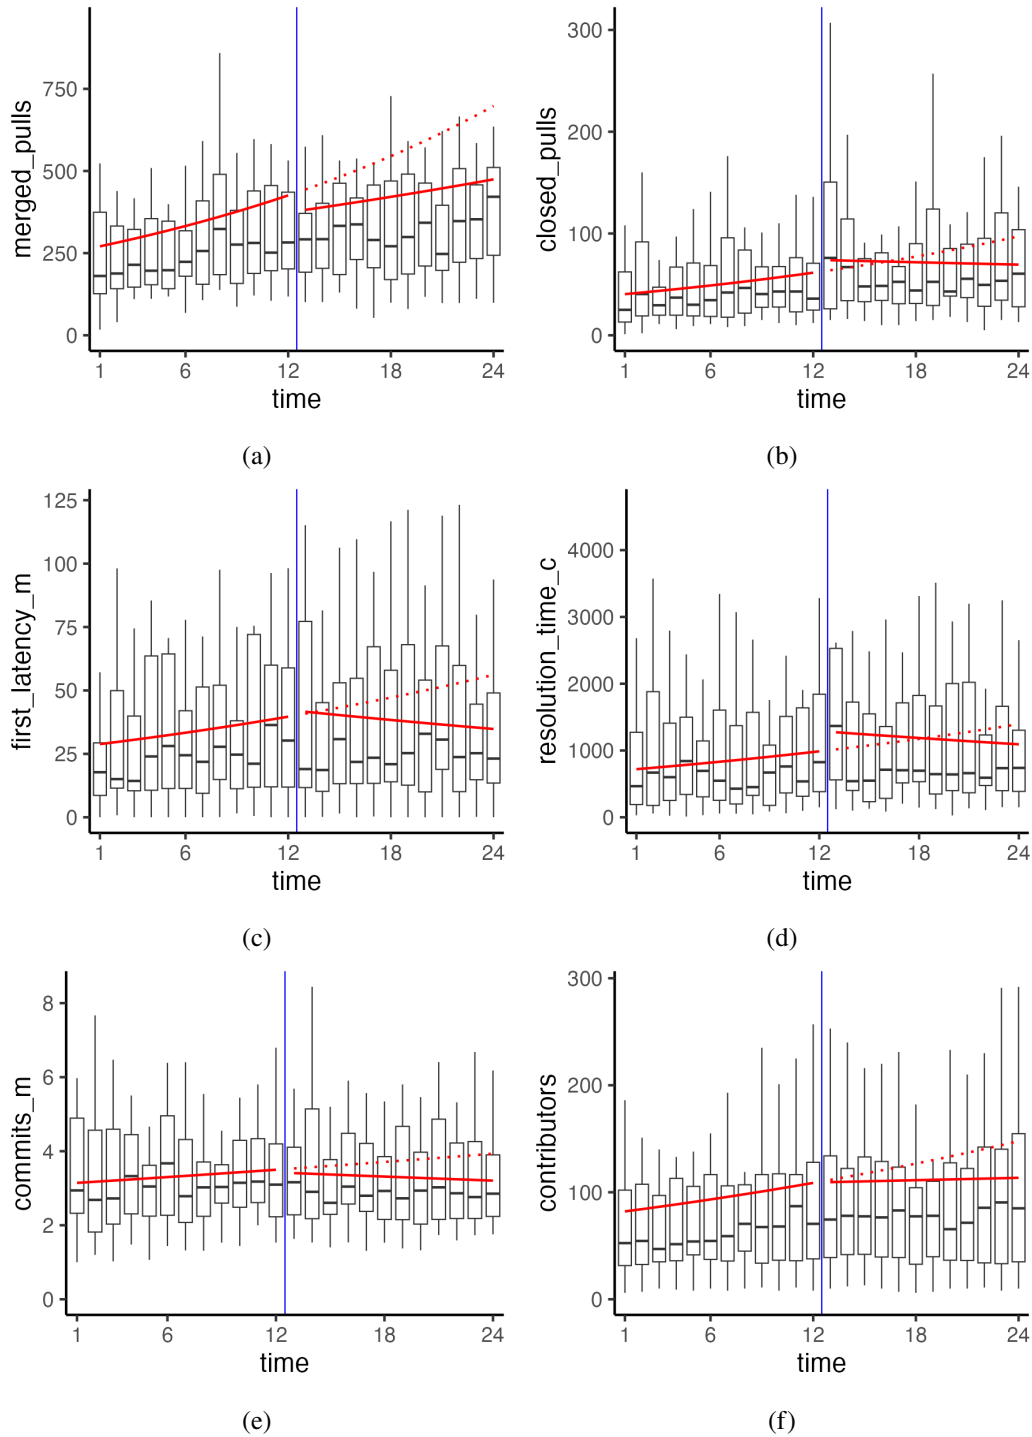 merged_pulls
750
500
250
0
1 6 12 18 24
time
(a)
closed_pulls
300
200
100
0
1 6 12 18 24
time
(b)
first_latency_m
125
100
75
50
25
0
1 6 12 18 24
time
(c)
resolution_time_c
4000
3000
2000
1000
0
1 6 12 18 24
time
(d)
commits_m
8
6
4
2
0
1 6 12 18 24
time
(e)
contributors
300
200
100
0
1 6 12 18 24
time
(f)